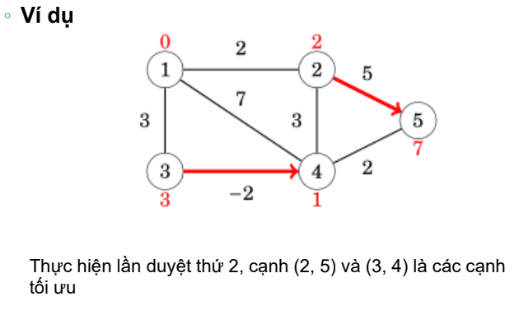 ◦ Ví dụ
0 2 2
1 2 5
7
3 3 5
7
3 4 2
3 −2 1
Thực hiện lần duyệt thứ 2, cạnh (2, 5) và (3, 4) là các cạnh
tối ưu